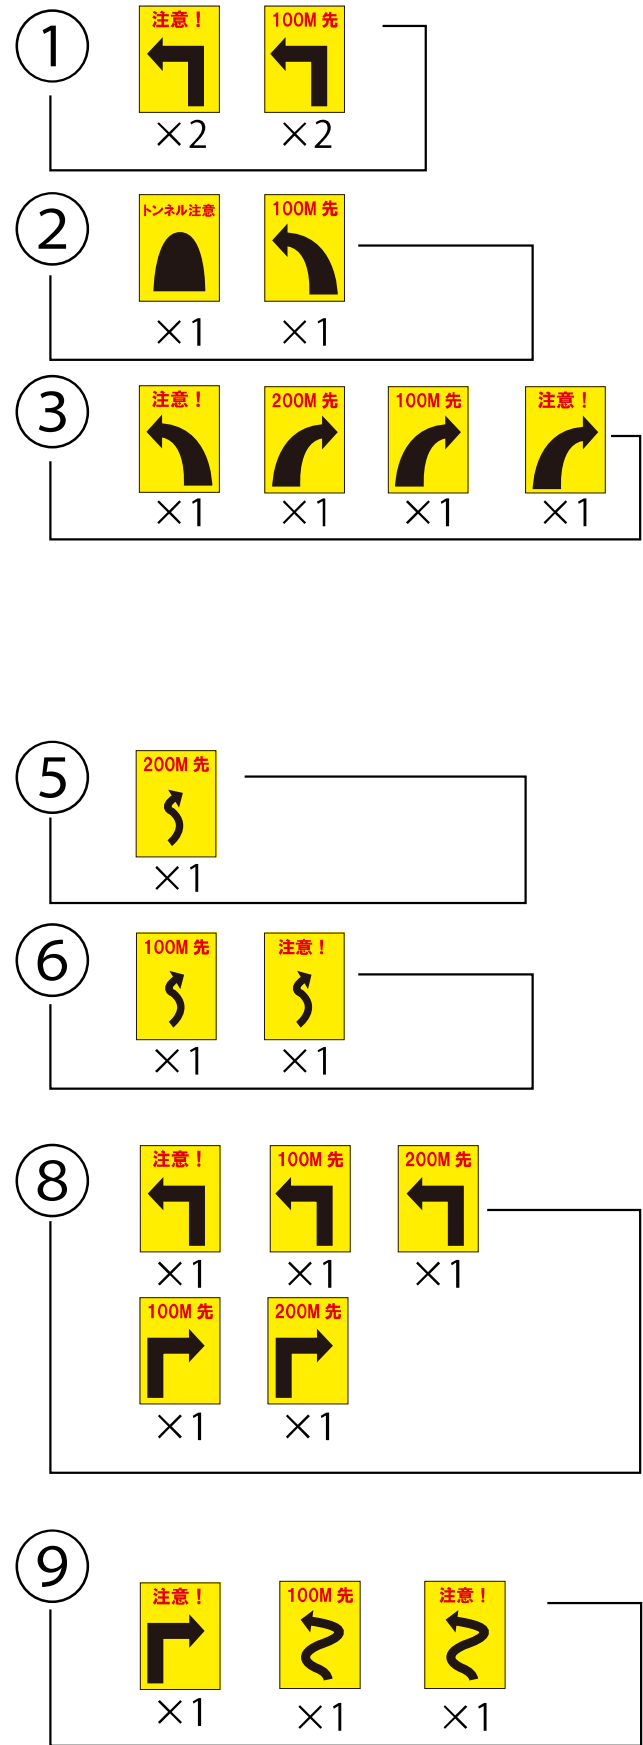 ①
注意！ 100M 先
×2 ×2
②
トンネル注意 100M 先
×1 ×1
③
注意！ 200M 先 100M 先 注意！
×1 ×1 ×1 ×1
⑤
200M 先
×1
⑥
100M 先 注意！
×1 ×1
⑧
注意！ 100M 先 200M 先
×1 ×1 ×1
100M 先 200M 先
×1 ×1
⑨
注意！ 100M 先 注意！
×1 ×1 ×1